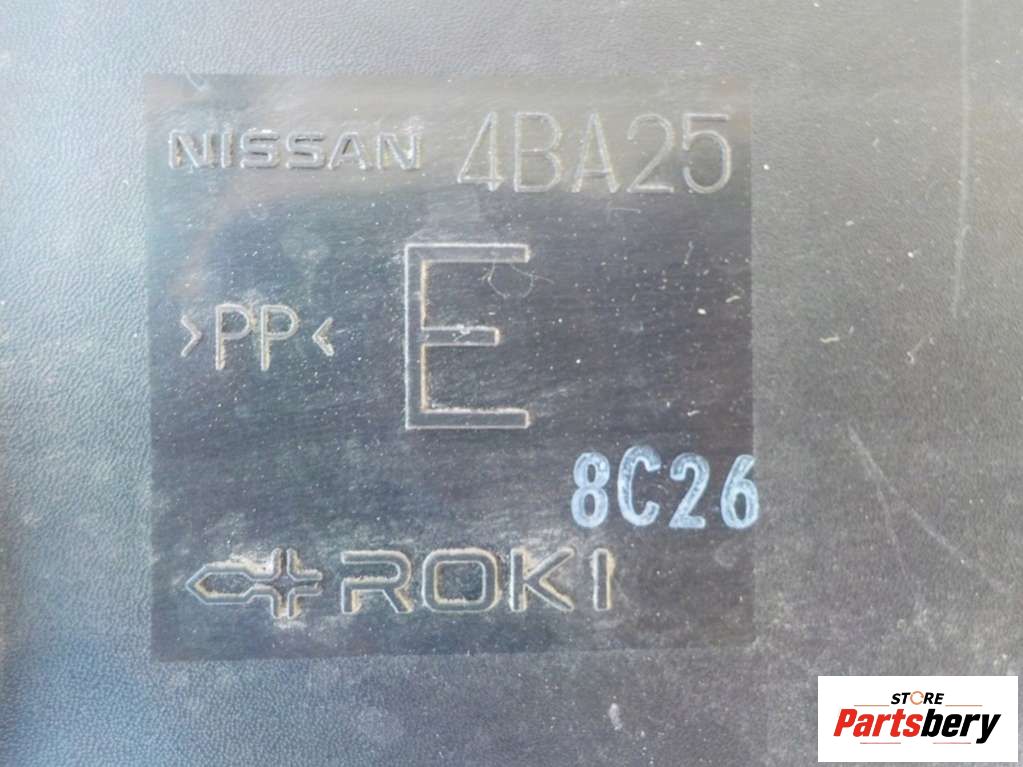 NISSAN 4BA25
E
>PP<
8C26
ROKI
STORE
Partsbery